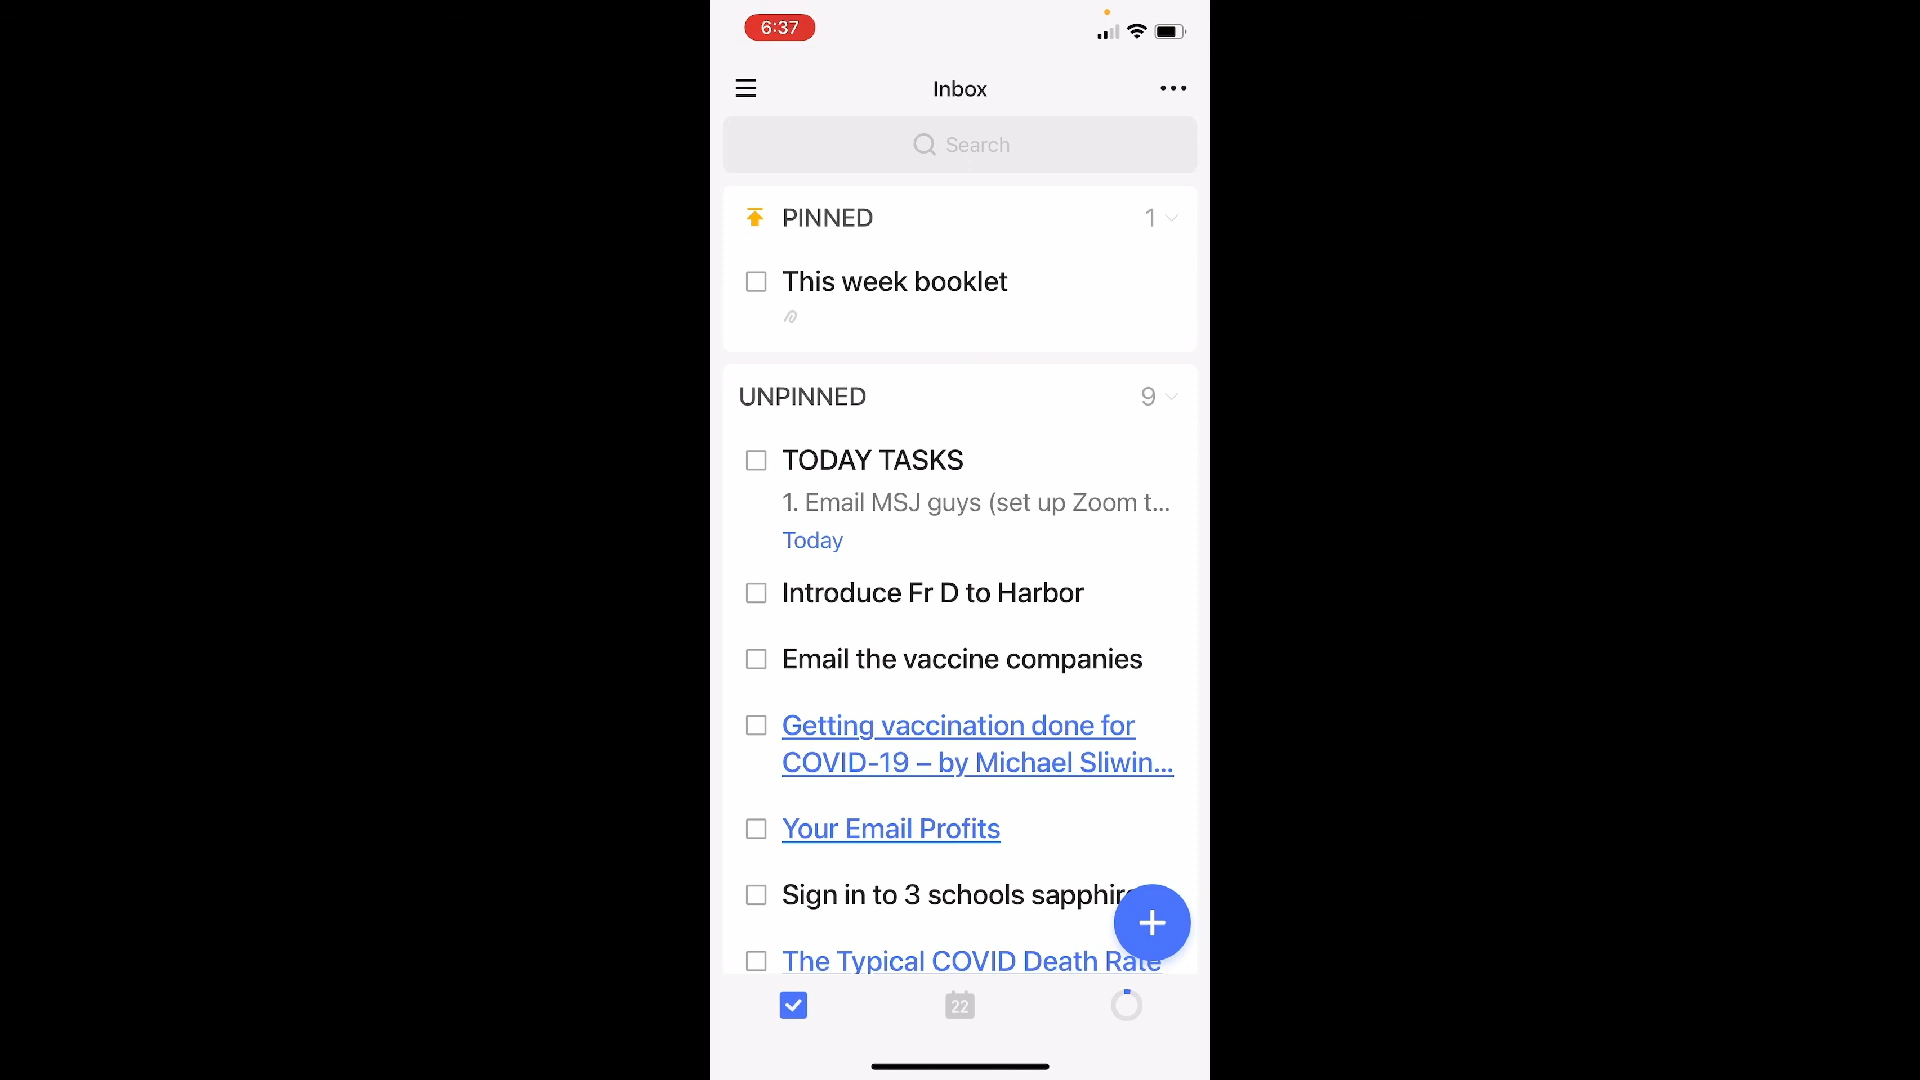 6:37
Inbox
Search
PINNED
1
This week booklet
UNPINNED
9
TODAY TASKS
1. Email MSJ guys (set up Zoom t...
Today
Introduce Fr D to Harbor
Email the vaccine companies
Getting vaccination done for
COVID-19 – by Michael Sliwin...
Your Email Profits
Sign in to 3 schools
The Typical COVID Death Rate
22